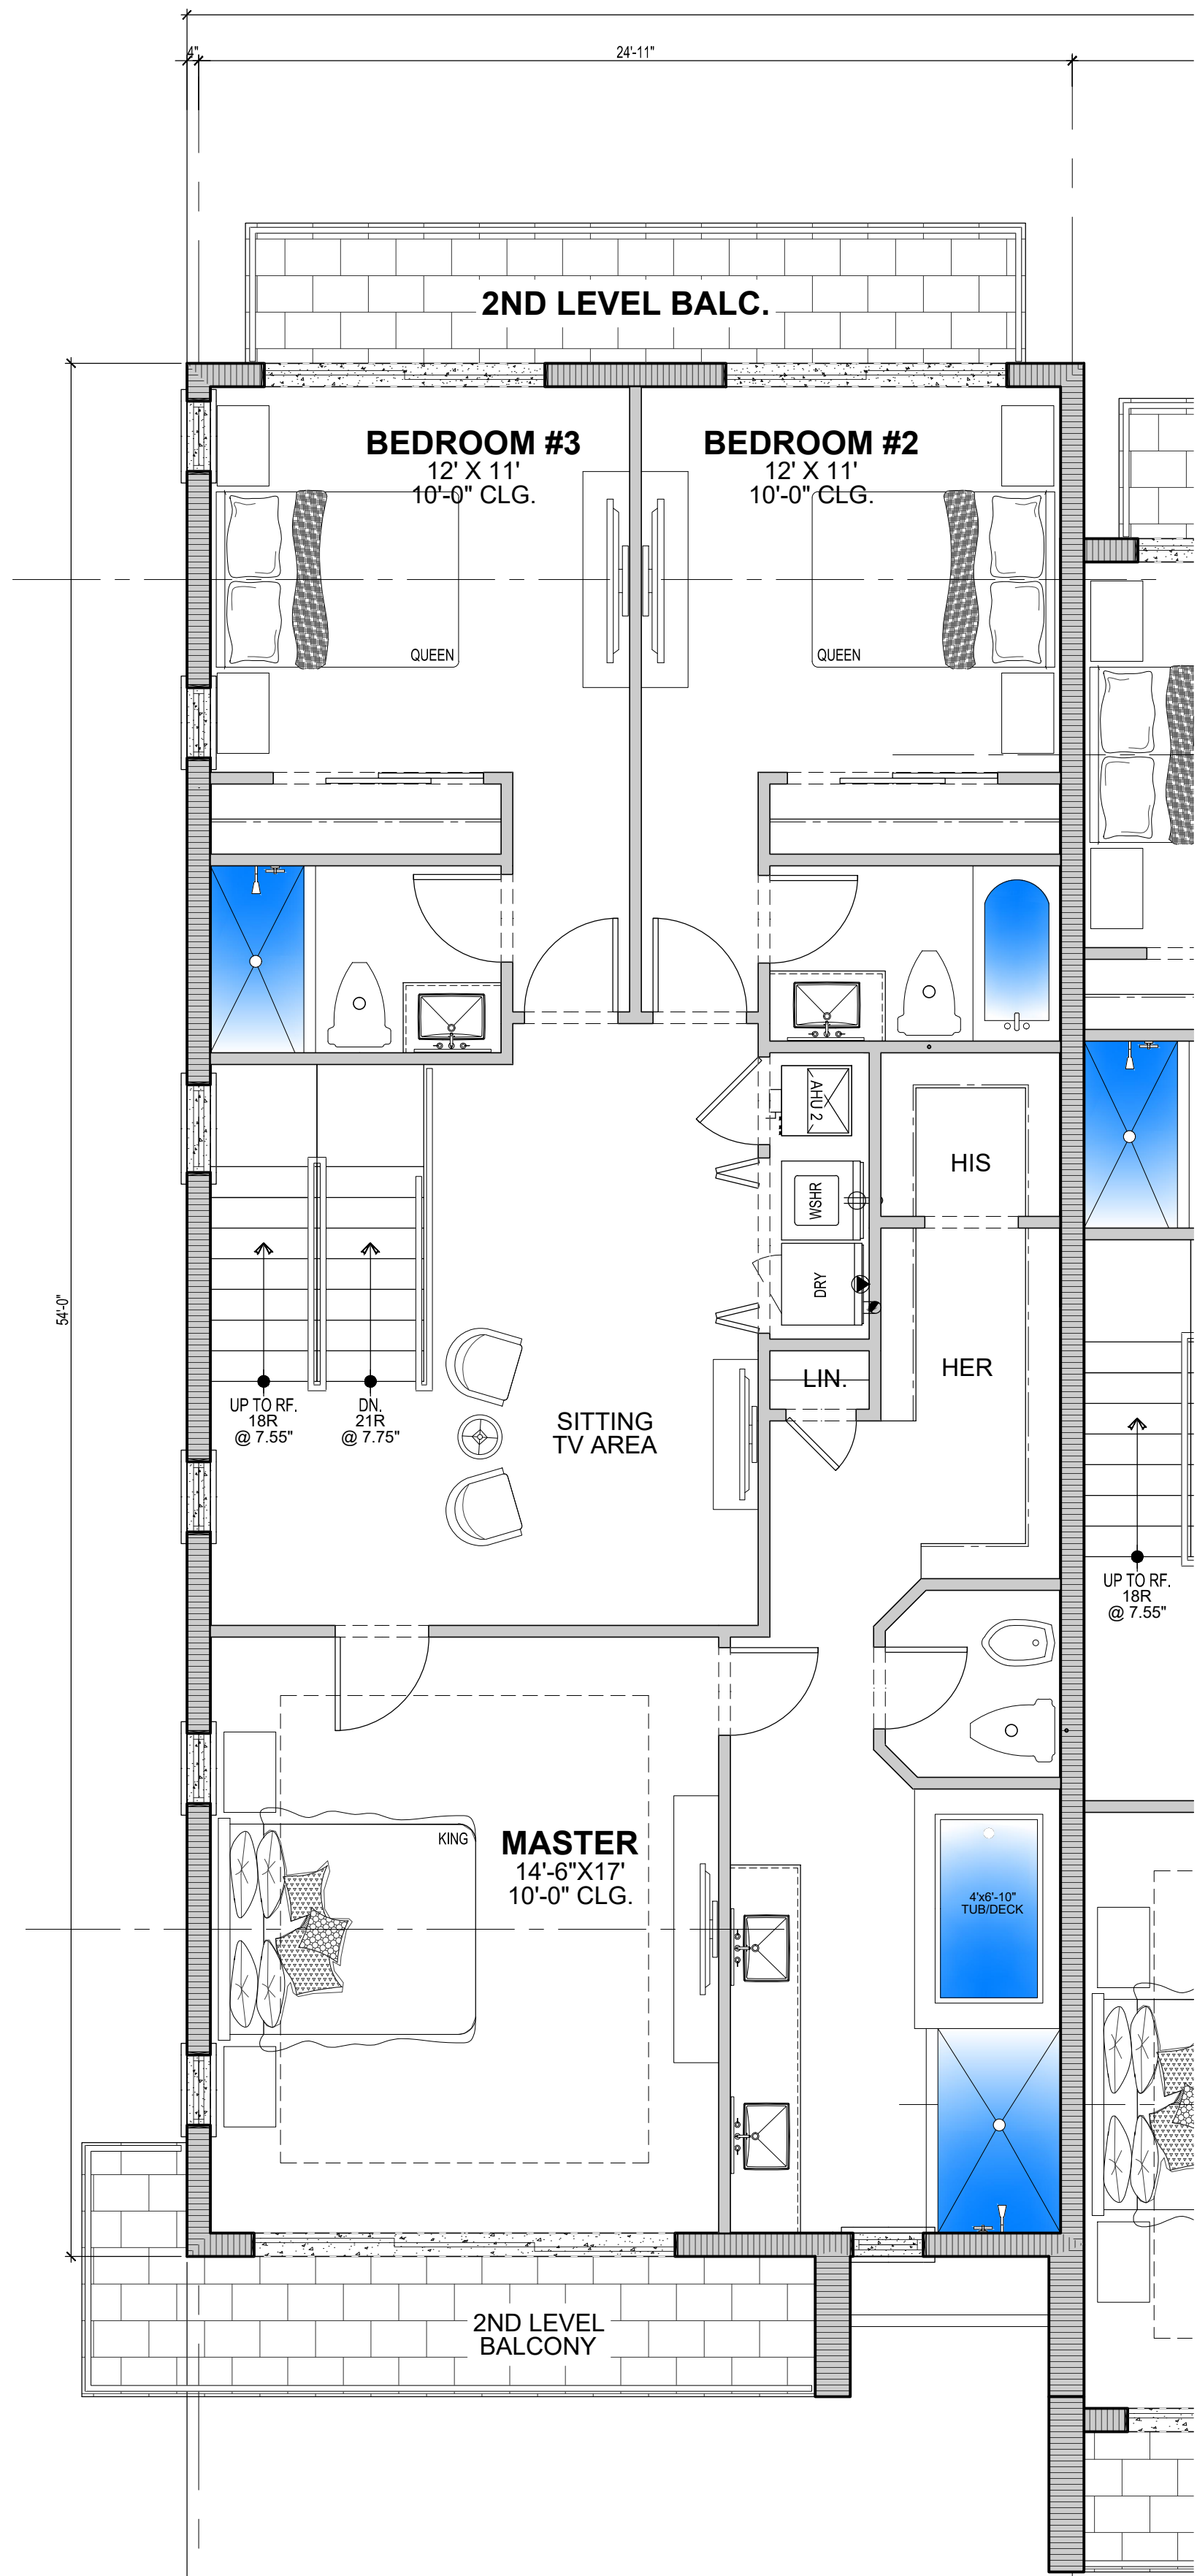 4"
24'-11"
2ND LEVEL BALC.
BEDROOM #3
12' X 11'
10'-0" CLG.
BEDROOM #2
12' X 11'
10'-0" CLG.
QUEEN
QUEEN
AHU 2
WSHR
DRY
HIS
HER
LIN.
54'-0"
UP TO RF.
18R
@ 7.55"
DN.
21R
@ 7.75"
SITTING
TV AREA
UP TO RF.
18R
@ 7.55"
KING
MASTER
14'-6"X17'
10'-0" CLG.
4'x6'-10"
TUB/DECK
2ND LEVEL
BALCONY